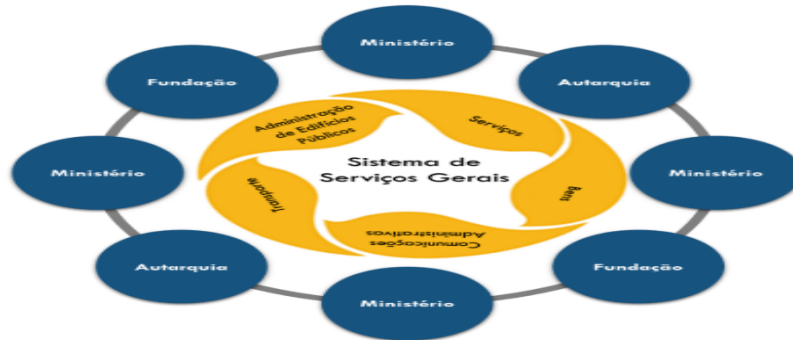 Ministério
Fundação
Autarquia
Administração
de Edifícios
Públicos
Serviços
Ministério
Sistema de
Serviços Gerais
Ministério
Transporte
Bens
Comunicações
Administrativas
Autarquia
Fundação
Ministério